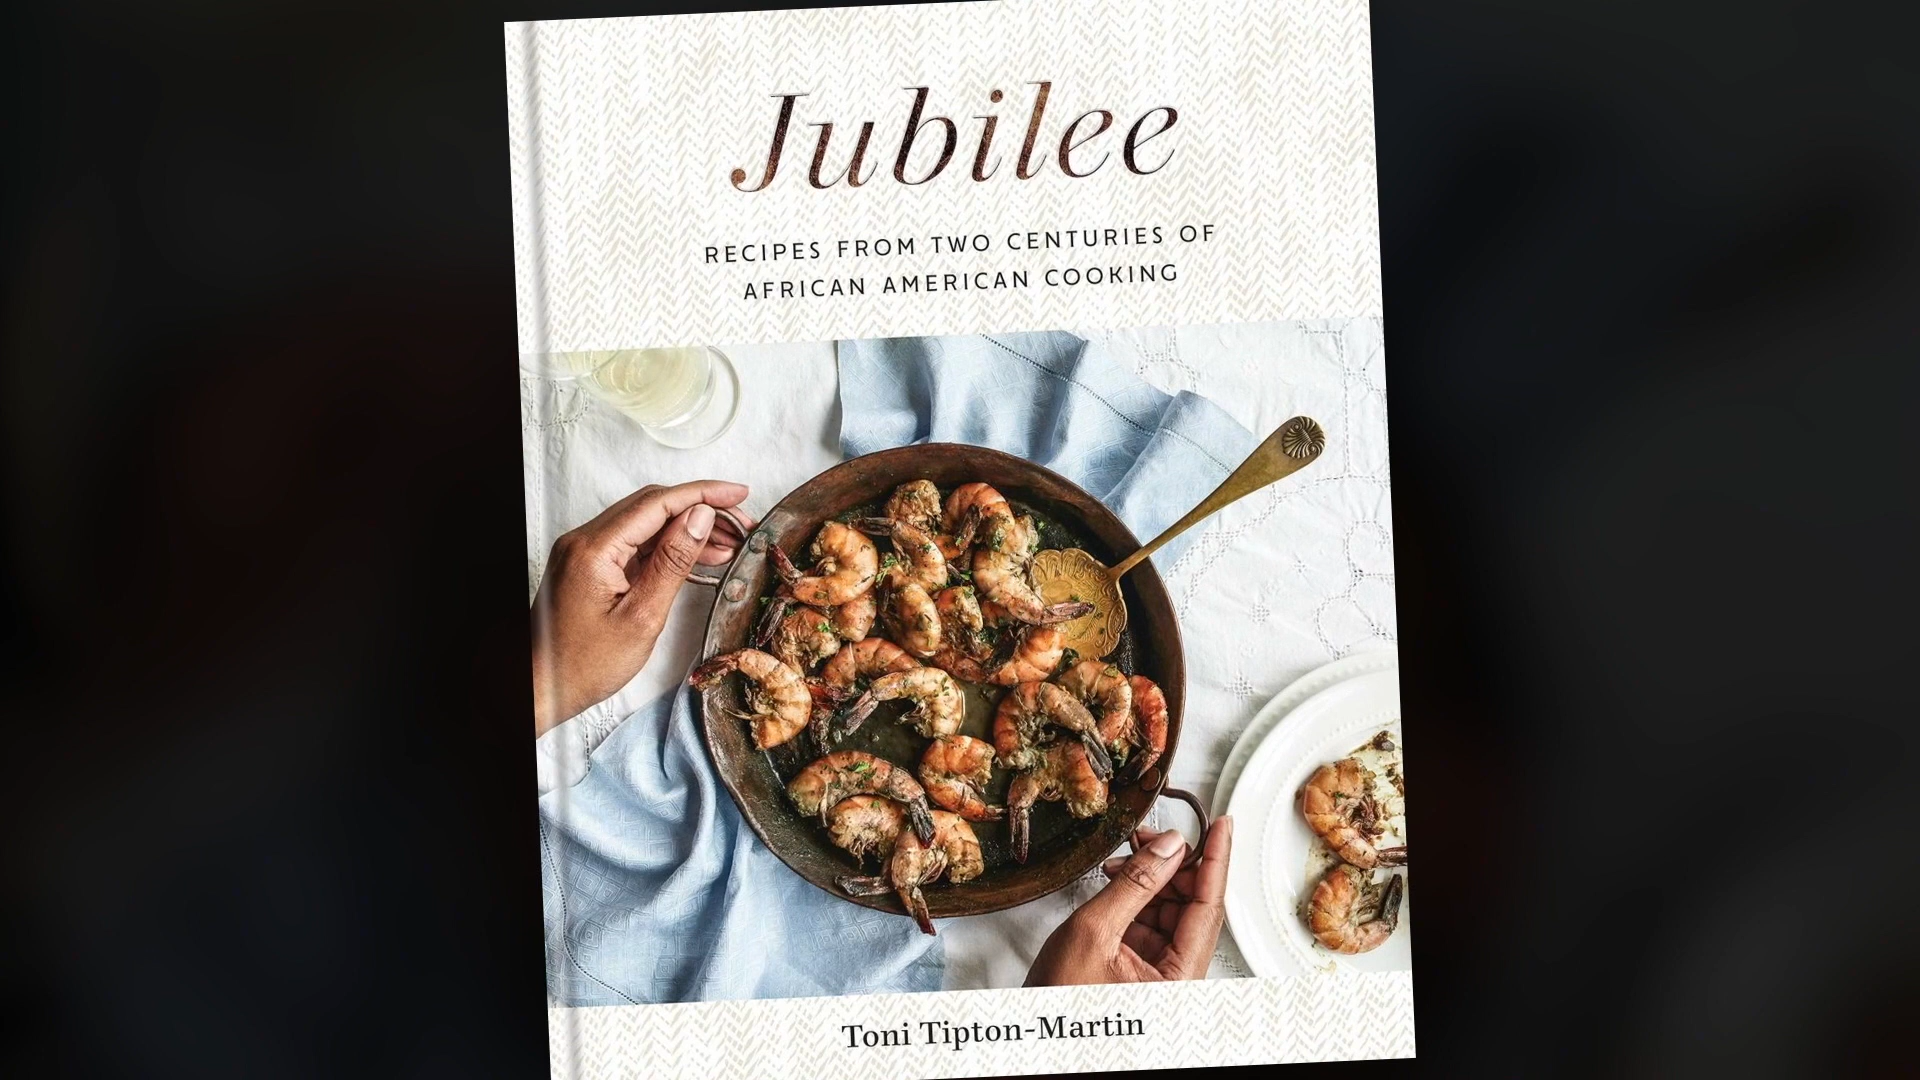 Jubilee
RECIPES FROM TWO CENTURIES OF
AFRICAN AMERICAN COOKING
Toni Tipton-Martin